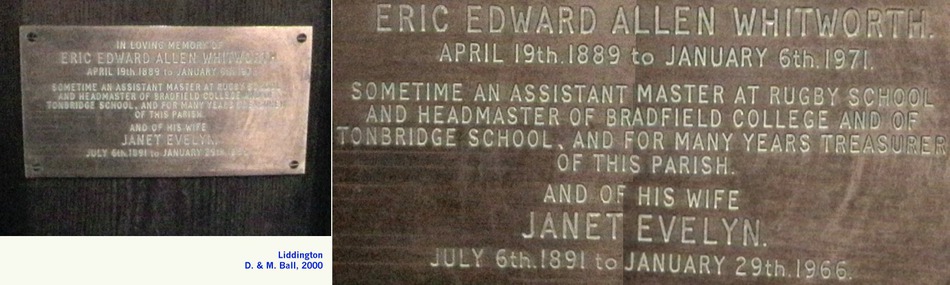 IN LOVING MEMORY OF
ERIC EDWARD ALLEN WHITWORTH.
APRIL 19th.1889 to JANUARY 6th.1971.
SOMETIME AN ASSISTANT MASTER AT RUGBY SCHOOL
AND HEADMASTER OF BRADFIELD COLLEGE
TONBRIDGE SCHOOL, AND FOR MANY YEARS
OF THIS PARISH.
AND OF HIS WIFE
JANET EVELYN.
JULY 6th.1891 to JANUARY 29th.
Liddington
D. & M. Ball, 2000
ERIC EDWARD ALLEN WHITWORTH.
APRIL 19th.1889 to JANUARY 6th.1971.
SOMETIME AN ASSISTANT MASTER AT RUGBY SCHOOL
AND HEADMASTER OF BRADFIELD COLLEGE AND OF
TONBRIDGE SCHOOL, AND FOR MANY YEARS TREASURER
OF THIS PARISH.
AND OF HIS WIFE
JANET EVELYN.
JULY 6th.1891 to JANUARY 29th.1966.